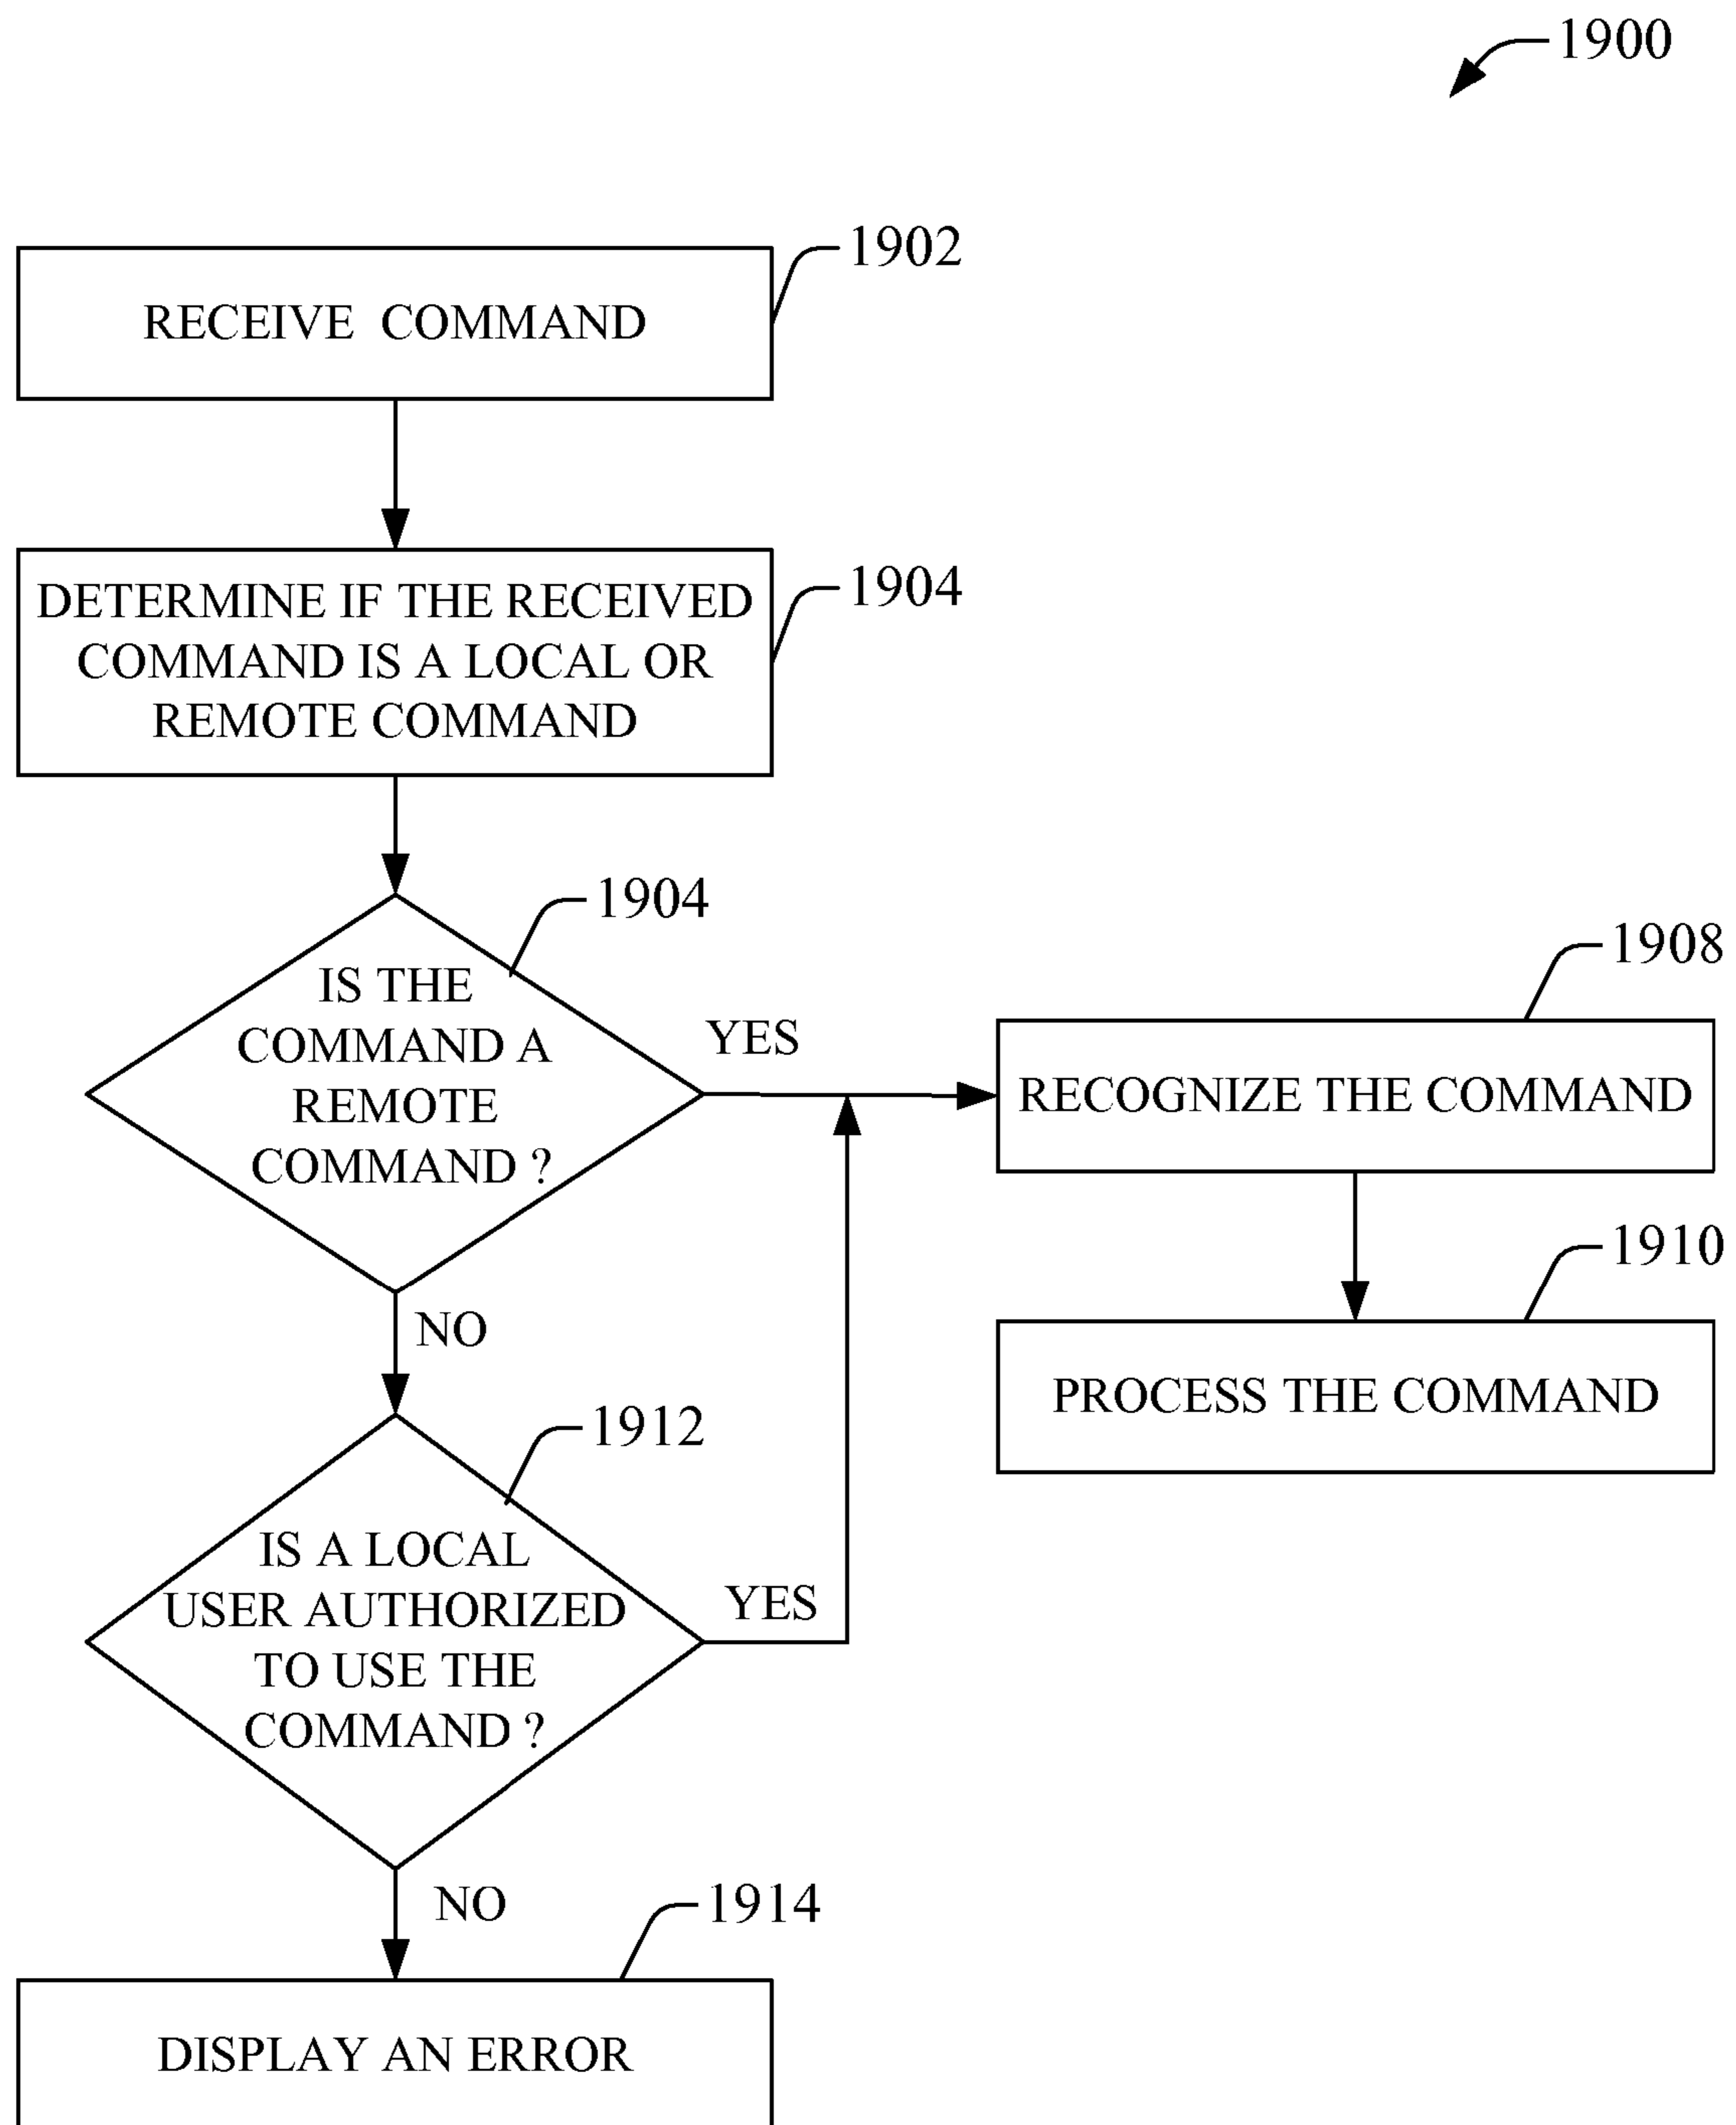 1900
1902
RECEIVE COMMAND
1904
DETERMINE IF THE RECEIVED
COMMAND IS A LOCAL OR
REMOTE COMMAND
1904
IS THE
COMMAND A
REMOTE
COMMAND ?
YES
NO
1908
RECOGNIZE THE COMMAND
1910
PROCESS THE COMMAND
1912
IS A LOCAL
USER AUTHORIZED
TO USE THE
COMMAND ?
YES
NO
1914
DISPLAY AN ERROR